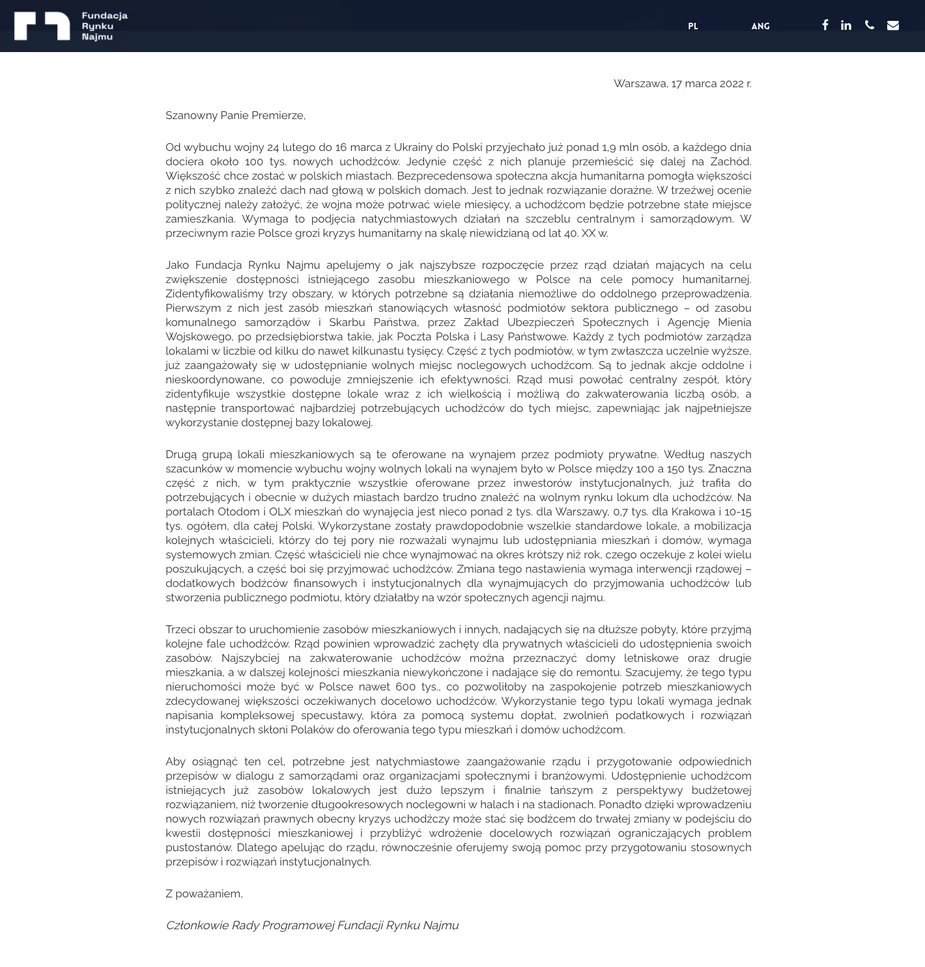 Fundacja
Rynku
Najmu
PL
ANG
Warszawa, 17 marca 2022 r.
Szanowny Panie Premierze,
Od wybuchu wojny 24 lutego do 16 marca z Ukrainy do Polski przyjechało już ponad 1,9 mln osób, a każdego dnia
dociera około 100 tys. nowych uchodźców. Jedynie część z nich planuje przemieścić się dalej na Zachód.
Większość chce zostać w polskich miastach. Bezprecedensowa społeczna akcja humanitarna pomogła większości
z nich szybko znaleźć dach nad głową w polskich domach. Jest to jednak rozwiązanie doraźne. W trzeźwej ocenie
politycznej należy założyć, że wojna może potrwać wiele miesięcy, a uchodźcom będzie potrzebne stałe miejsce
zamieszkania. Wymaga to podjęcia natychmiastowych działań na szczeblu centralnym i samorządowym. W
przeciwnym razie Polsce grozi kryzys humanitarny na skalę niewidzianą od lat 40. XX w.
Jako Fundacja Rynku Najmu apelujemy o jak najszybsze rozpoczęcie przez rząd działań mających na celu
zwiększenie dostępności istniejącego zasobu mieszkaniowego w Polsce na cele pomocy humanitarnej.
Zidentyfikowaliśmy trzy obszary, w których potrzebne są działania niemożliwe do oddolnego przeprowadzenia.
Pierwszym z nich jest zasób mieszkań stanowiących własność podmiotów sektora publicznego – od zasobu
komunalnego samorządów i Skarbu Państwa, przez Zakład Ubezpieczeń Społecznych i Agencję Mienia
Wojskowego, po przedsiębiorstwa takie, jak Poczta Polska i Lasy Państwowe. Każdy z tych podmiotów zarządza
lokalami w liczbie od kilku do nawet kilkunastu tysięcy. Część z tych podmiotów, w tym zwłaszcza uczelnie wyższe,
już zaangażowały się w udostępnianie wolnych miejsc noclegowych uchodźcom. Są to jednak akcje oddolne i
nieskoordynowane, co powoduje zmniejszenie ich efektywności. Rząd musi powołać centralny zespół, który
zidentyfikuje wszystkie dostępne lokale wraz z ich wielkością i możliwą do zakwaterowania liczbą osób, a
następnie transportować najbardziej potrzebujących uchodźców do tych miejsc, zapewniając jak najpełniejsze
wykorzystanie dostępnej bazy lokalowej.
Drugą grupą lokali mieszkaniowych są te oferowane na wynajem przez podmioty prywatne. Według naszych
szacunków w momencie wybuchu wojny wolnych lokali na wynajem było w Polsce między 100 a 150 tys. Znaczna
część z nich, w tym praktycznie wszystkie oferowane przez inwestorów instytucjonalnych, już trafiła do
potrzebujących i obecnie w dużych miastach bardzo trudno znaleźć na wolnym rynku lokum dla uchodźców. Na
portalach Otodom i OLX mieszkań do wynajęcia jest nieco ponad 2 tys. dla Warszawy, 0,7 tys. dla Krakowa i 10-15
tys. ogółem, dla całej Polski. Wykorzystane zostały prawdopodobnie wszelkie standardowe lokale, a mobilizacja
kolejnych właścicieli, którzy do tej pory nie rozważali wynajmu lub udostępniania mieszkań i domów, wymaga
systemowych zmian. Część właścicieli nie chce wynajmować na okres krótszy niż rok, czego oczekuje z kolei wielu
poszukujących, a część boi się przyjmować uchodźców. Zmiana tego nastawienia wymaga interwencji rządowej –
dodatkowych bodźców finansowych i instytucjonalnych dla wynajmujących do przyjmowania uchodźców lub
stworzenia publicznego podmiotu, który działałby na wzór społecznych agencji najmu.
Trzeci obszar to uruchomienie zasobów mieszkaniowych i innych, nadających się na dłuższe pobyty, które przyjmą
kolejne fale uchodźców. Rząd powinien wprowadzić zachęty dla prywatnych właścicieli do udostępnienia swoich
zasobów. Najszybciej na zakwaterowanie uchodźców można przeznaczyć domy letniskowe oraz drugie
mieszkania, a w dalszej kolejności mieszkania niewykończone i nadające się do remontu. Szacujemy, że tego typu
nieruchomości może być w Polsce nawet 600 tys., co pozwoliłoby na zaspokojenie potrzeb mieszkaniowych
zdecydowanej większości oczekiwanych docelowo uchodźców. Wykorzystanie tego typu lokali wymaga jednak
napisania kompleksowej specustawy, która za pomocą systemu dopłat, zwolnień podatkowych i rozwiązań
instytucjonalnych skłoni Polaków do oferowania tego typu mieszkań i domów uchodźcom.
Aby osiągnąć ten cel, potrzebne jest natychmiastowe zaangażowanie rządu i przygotowanie odpowiednich
przepisów w dialogu z samorządami oraz organizacjami społecznymi i branżowymi. Udostępnienie uchodźcom
istniejących już zasobów lokalowych jest dużo lepszym i finalnie tańszym z perspektywy budżetowej
rozwiązaniem, niż tworzenie długookresowych noclegowni w halach i na stadionach. Ponadto dzięki wprowadzeniu
nowych rozwiązań prawnych obecny kryzys uchodźczy może stać się bodźcem do trwałej zmiany w podejściu do
kwestii dostępności mieszkaniowej i przybliżyć wdrożenie docelowych rozwiązań ograniczających problem
pustostanów. Dlatego apelując do rządu, równocześnie oferujemy swoją pomoc przy przygotowaniu stosownych
przepisów i rozwiązań instytucjonalnych.
Z poważaniem,
Członkowie Rady Programowej Fundacji Rynku Najmu